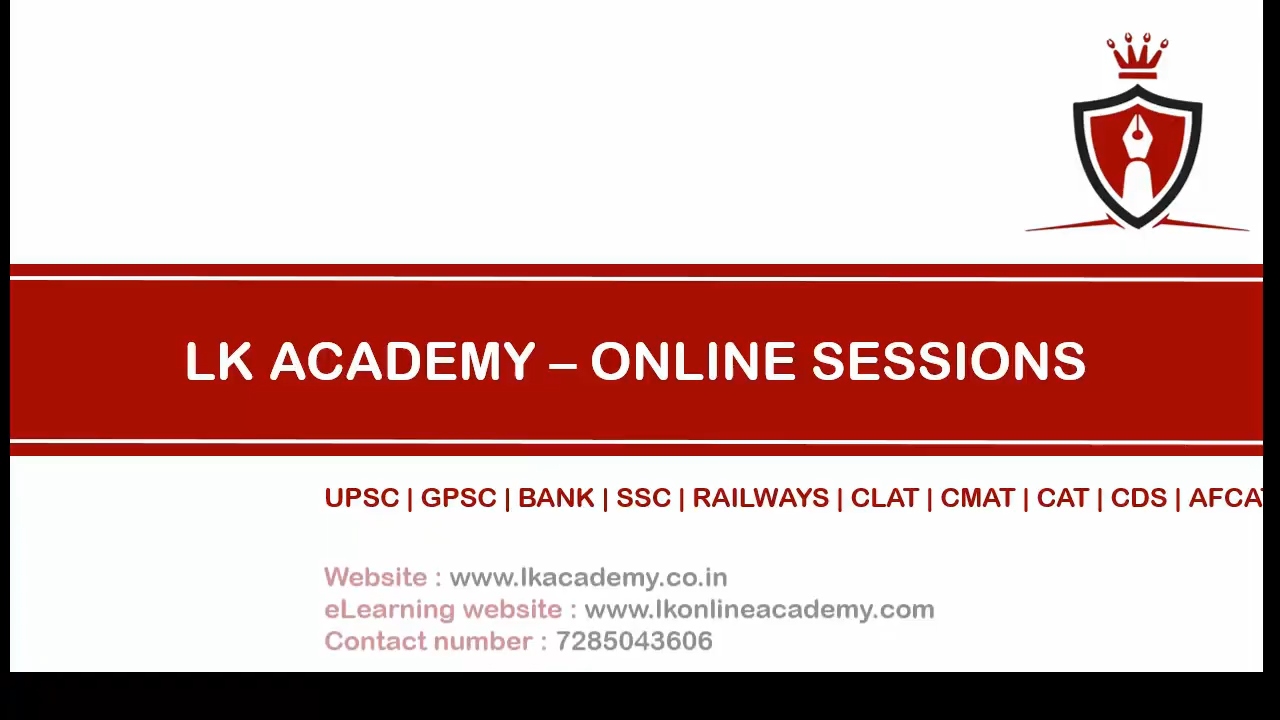 LK ACADEMY – ONLINE SESSIONS
UPSC | GPSC | BANK | SSC | RAILWAYS | CLAT | CMAT | CAT | CDS | AFCAT
Website : www.lkacademy.co.in
eLearning website : www.lkonlineacademy.com
Contact number : 7285043606